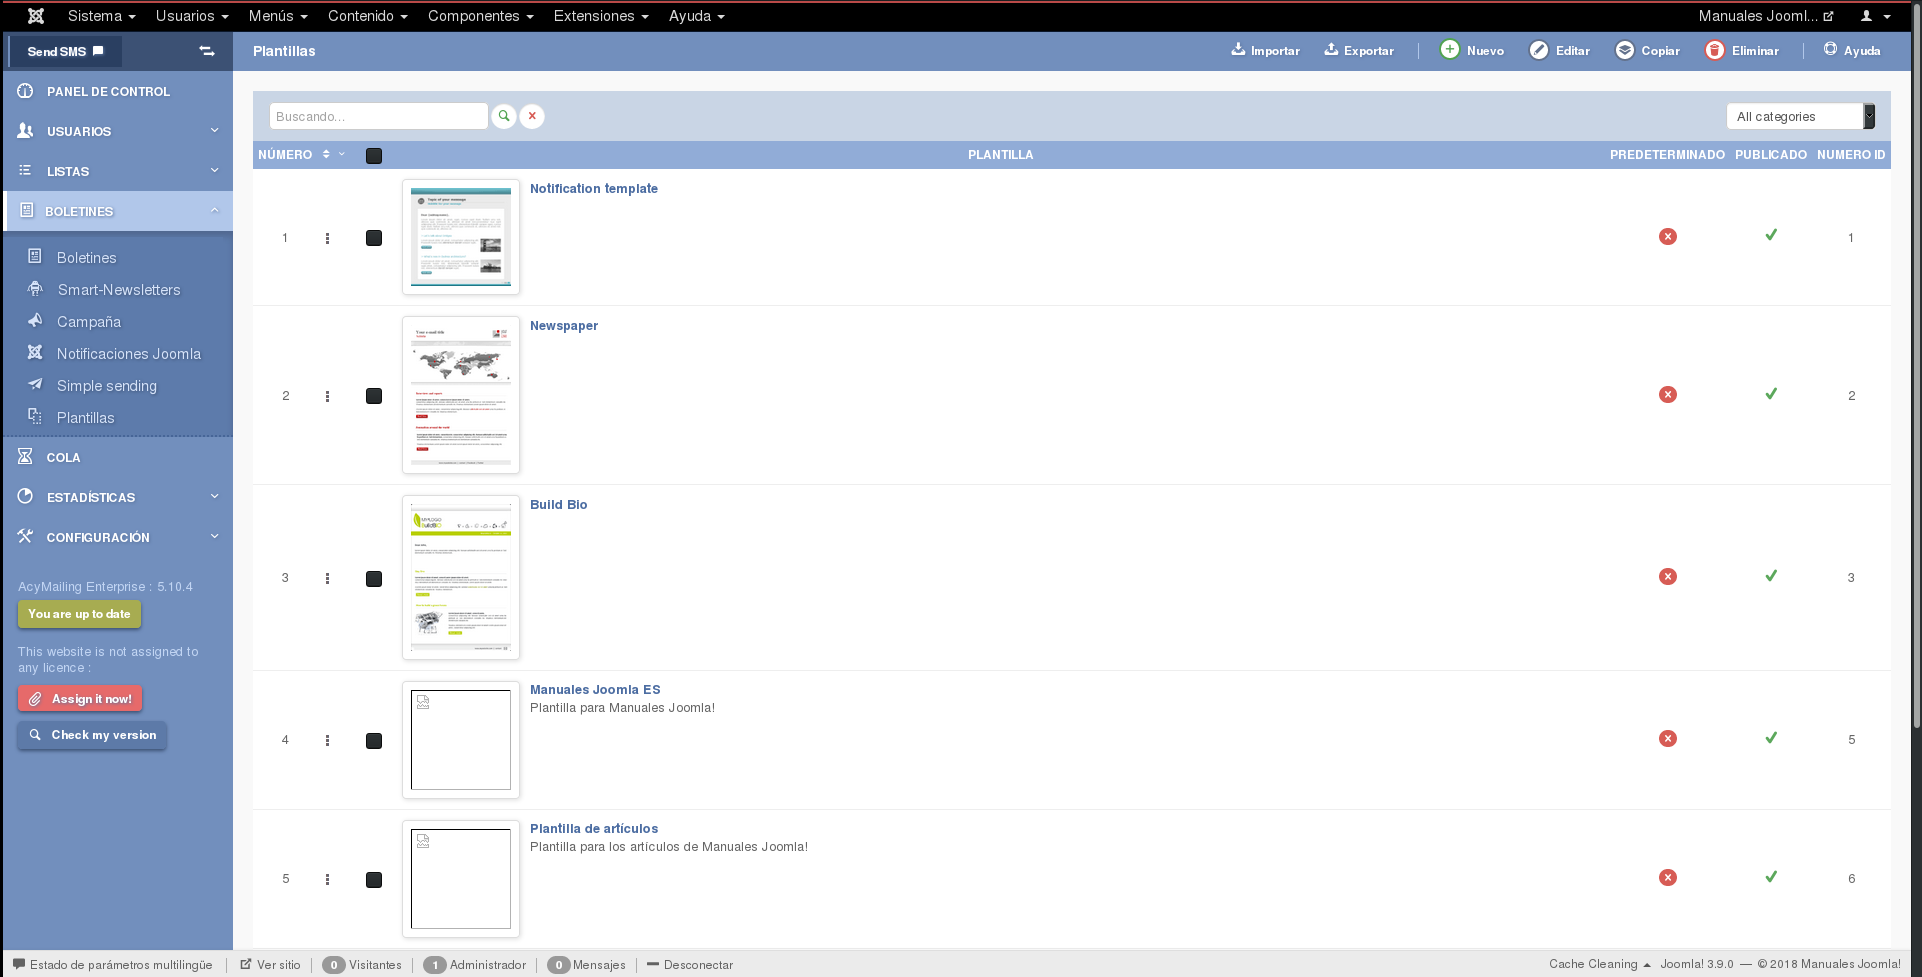 Sistema Usuarios Menús Contenido Componentes Extensiones Ayuda Manuales Jooml...
Send SMS
Plantillas
Importar Exportar Nuevo Editar Copiar Eliminar Ayuda
PANEL DE CONTROL
USUARIOS
LISTAS
BOLETINES
Boletines
Smart-Newsletters
Campaña
Notificaciones Joomla
Simple sending
Plantillas
COLA
ESTADÍSTICAS
CONFIGURACIÓN
AcyMailing Enterprise : 5.10.4
You are up to date
This website is not assigned to
any licence :
Assign it now!
Check my version
Buscando...
All categories
NÚMERO PLANTILLA PREDETERMINADO PUBLICADO NUMERO ID
Notification template
1 1
Newspaper
2 2
Build Bio
3 3
Manuales Joomla ES
Plantilla para Manuales Joomla!
4 5
Plantilla de artículos
Plantilla para los artículos de Manuales Joomla!
5 6
Estado de parámetros multilingüe Ver sitio 0 Visitantes 1 Administrador 0 Mensajes Desconectar Cache Cleaning Joomla! 3.9.0 — © 2018 Manuales Joomla!